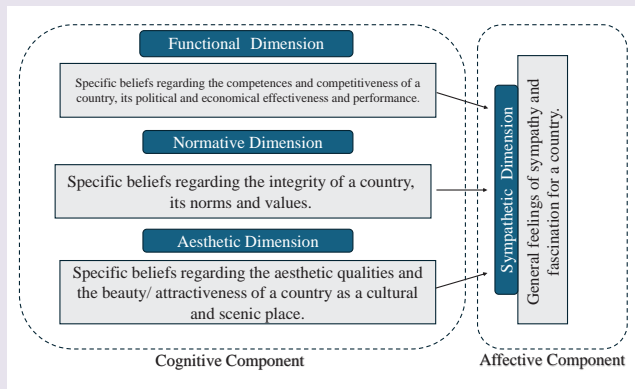 Functional Dimension
Specific beliefs regarding the competences and competitiveness of a
country, its political and economical effectiveness and performance.
Normative Dimension
Specific beliefs regarding the integrity of a country,
its norms and values.
Aesthetic Dimension
Specific beliefs regarding the aesthetic qualities and
the beauty/ attractiveness of a country as a cultural
and scenic place.
Cognitive Component
Sympathetic Dimension
General feelings of sympathy and
fascination for a country.
Affective Component